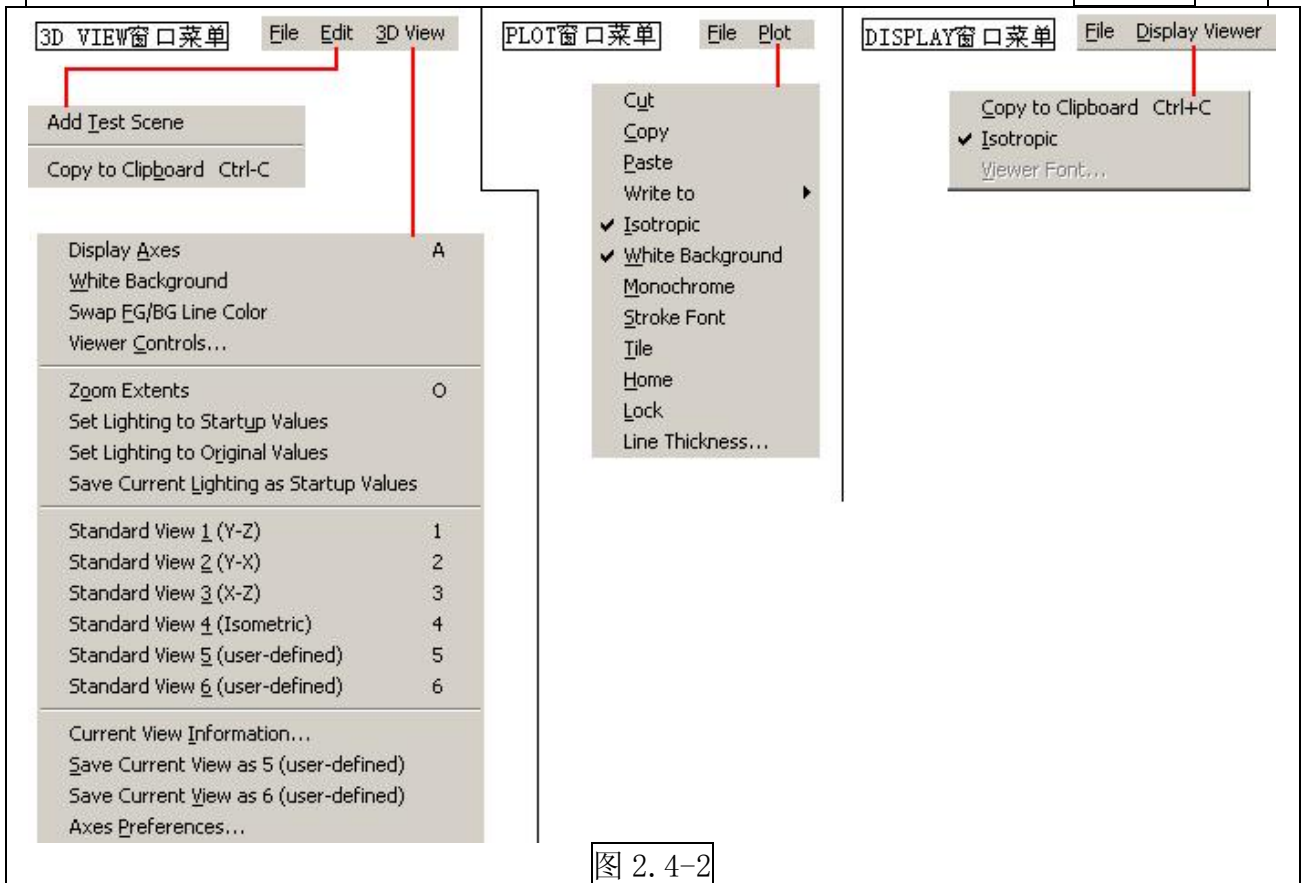 3D VIEW窗口菜单
File Edit 3D View
Add Test Scene
Copy to Clipboard Ctrl-C
Display Axes A
White Background
Swap FG/BG Line Color
Viewer Controls...
Zoom Extents O
Set Lighting to Startup Values
Set Lighting to Original Values
Save Current Lighting as Startup Values
Standard View 1 (Y-Z) 1
Standard View 2 (Y-X) 2
Standard View 3 (X-Z) 3
Standard View 4 (Isometric) 4
Standard View 5 (user-defined) 5
Standard View 6 (user-defined) 6
Current View Information...
Save Current View as 5 (user-defined)
Save Current View as 6 (user-defined)
Axes Preferences...
PLOT窗口菜单
File Plot
Cut
Copy
Paste
Write to
Isotropic
White Background
Monochrome
Stroke Font
Tile
Home
Lock
Line Thickness...
DISPLAY窗口菜单
File Display Viewer
Copy to Clipboard Ctrl+C
Isotropic
Viewer Font...
图 2.4-2